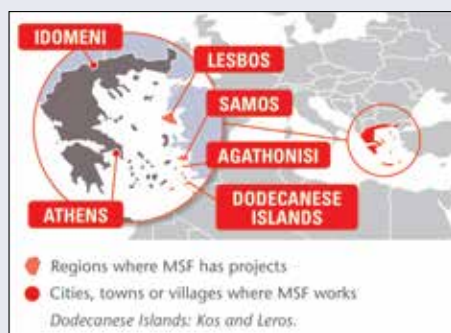 IDOMENI
LESBOS
SAMOS
AGATHONISI
ATHENS
DODECANESE
ISLANDS
Regions where MSF has projects
Cities, towns or villages where MSF works
Dodecanese Islands: Kos and Leros.